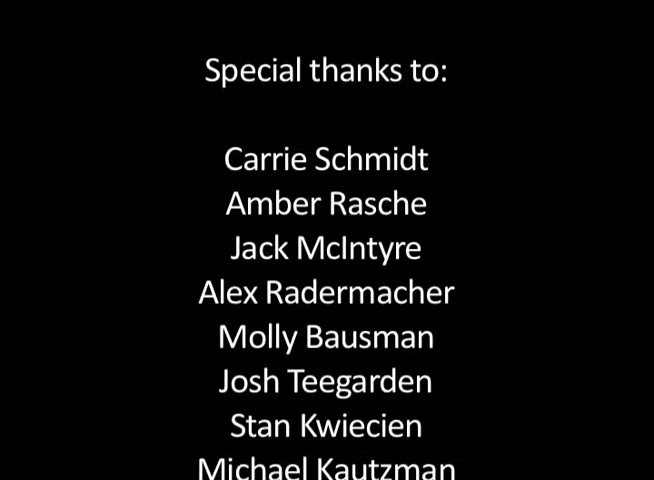 Special thanks to:
Carrie Schmidt
Amber Rasche
Jack McIntyre
Alex Radermacher
Molly Bausman
Josh Teegarden
Stan Kwiecien
Michael Kautzman